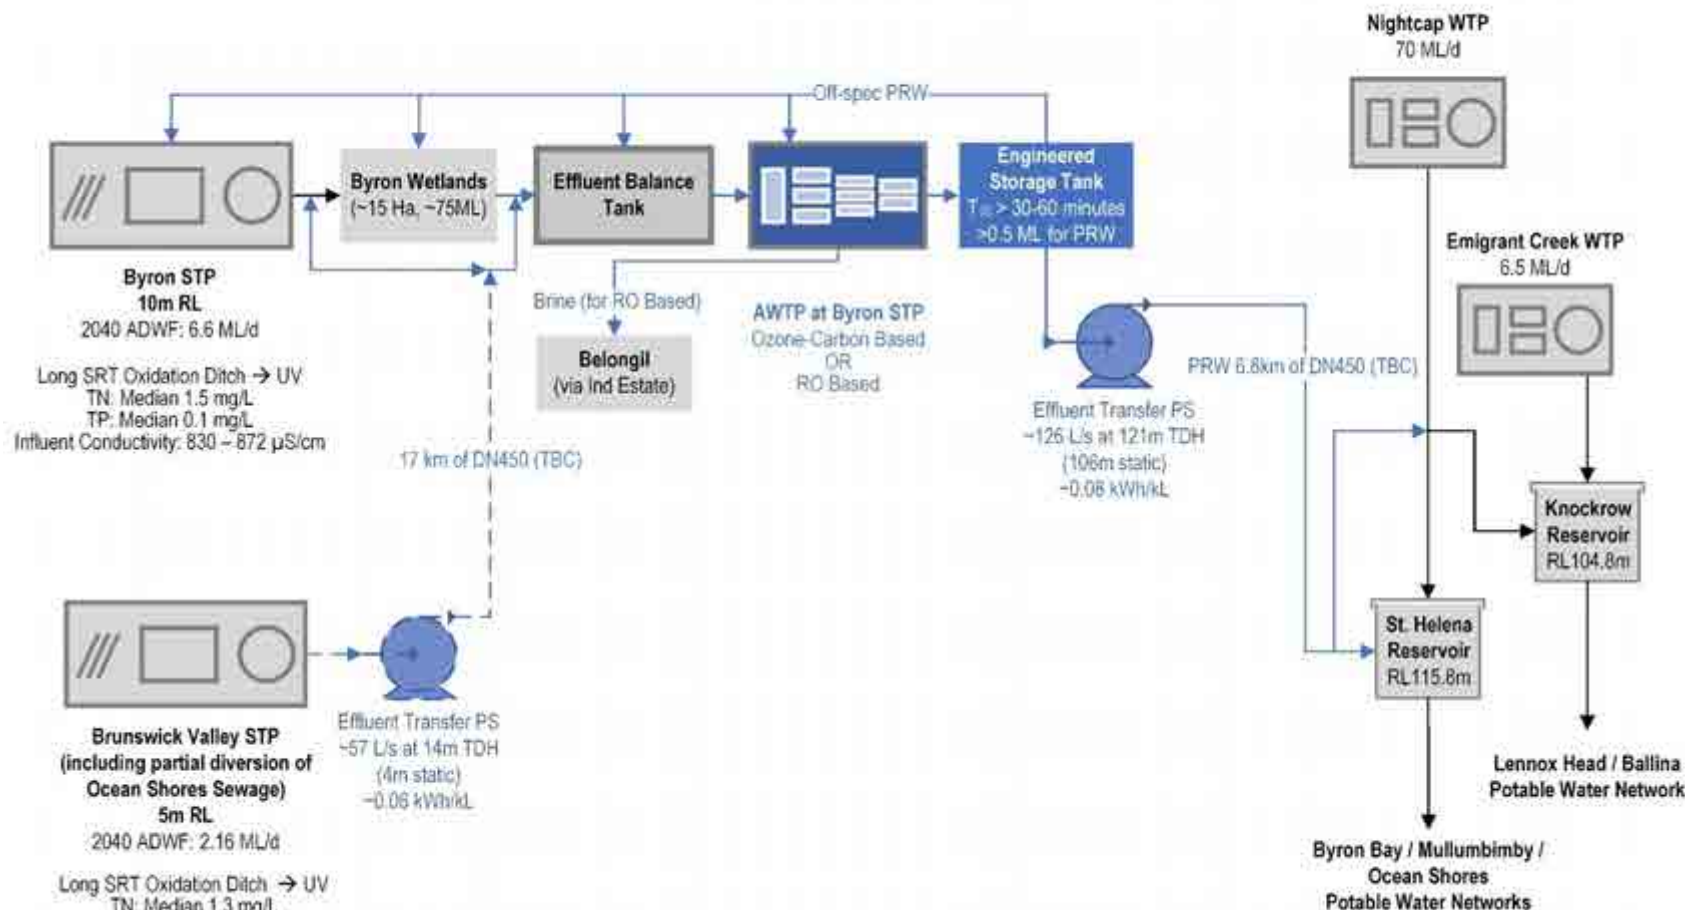 Nightcap WTP
70 ML/d
Off-spec PRW
Byron Wetlands
(~15 Ha, ~75ML)
Effluent Balance
Tank
Engineered
Storage Tank
> 30-60 minutes
>0.5 ML for PRW
Emigrant Creek WTP
6.5 ML/d
Byron STP
10m RL
2040 ADWF: 6.6 ML/d
Long SRT Oxidation Ditch → UV
TN: Median 1.5 mg/L
TP: Median 0.1 mg/L
Influent Conductivity: 830 – 872 µS/cm
Brine (for RO Based)
Belongil
(via Ind Estate)
AWTP at Byron STP
Ozone-Carbon Based
OR
RO Based
Effluent Transfer PS
~126 L/s at 121m TDH
(106m static)
~0.08 kWh/kL
PRW 6.8km of DN450 (TBC)
17 km of DN450 (TBC)
Knockrow
Reservoir
RL104.8m
St. Helena
Reservoir
RL115.8m
Brunswick Valley STP
(including partial diversion of
Ocean Shores Sewage)
5m RL
2040 ADWF: 2.16 ML/d
Long SRT Oxidation Ditch → UV
TN: Median 1.3 mg/L
Effluent Transfer PS
~57 L/s at 14m TDH
(4m static)
~0.06 kWh/kL
Lennox Head / Ballina
Potable Water Network
Byron Bay / Mullumbimby /
Ocean Shores
Potable Water Networks